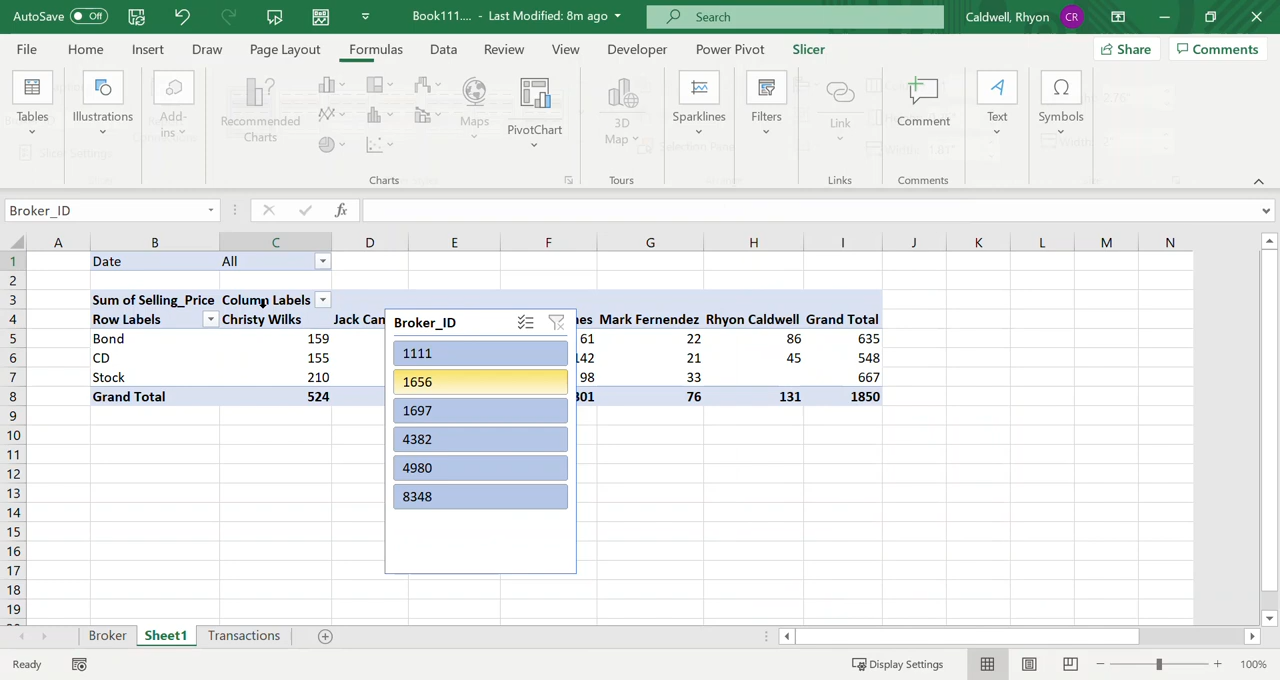 AutoSave Off Book111.... - Last Modified: 8m ago Search Caldwell, Rhyon CR
File Home Insert Draw Page Layout Formulas Data Review View Developer Power Pivot Slicer Share Comments
Tables Illustrations Add-ins Recommended Charts Maps PivotChart 3D Map Sparklines Filters Link Comment Text Symbols
Charts Tours Links Comments
Broker_ID fx
A B C D E F G H I J K L M N
1 Date All
2
3 Sum of Selling_Price Column Labels
4 Row Labels Christy Wilks Jack Can Mark Fernendez Rhyon Caldwell Grand Total
5 Bond 159 61 22 86 635
6 CD 155 142 21 45 548
7 Stock 210 98 33 667
8 Grand Total 524 301 76 131 1850
9
10
11
12
13
14
15
16
17
18
19
Broker_ID
1111
1656
1697
4382
4980
8348
Broker Sheet1 Transactions
Ready Display Settings 100%